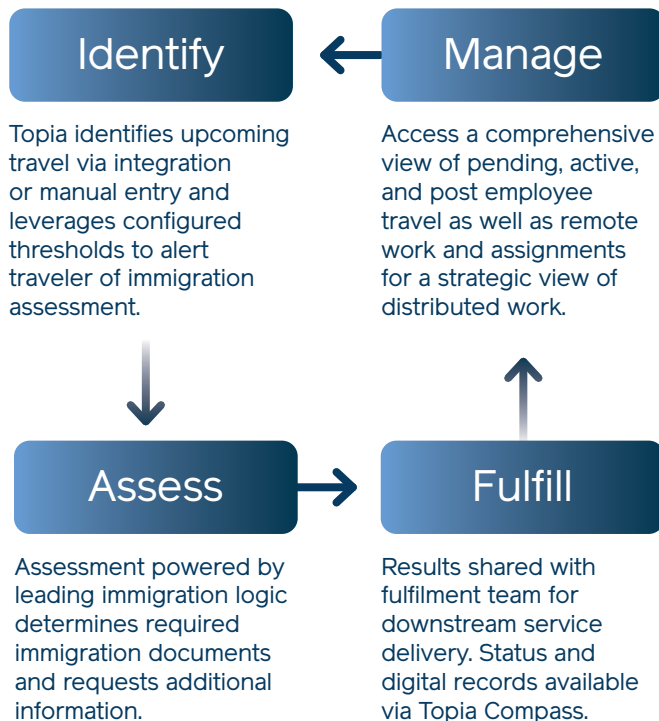 Identify
Topia identifies upcoming
travel via integration
or manual entry and
leverages configured
thresholds to alert
traveler of immigration
assessment.
Manage
Access a comprehensive
view of pending, active,
and post employee
travel as well as remote
work and assignments
for a strategic view of
distributed work.
Assess
Assessment powered by
leading immigration logic
determines required
immigration documents
and requests additional
information.
Fulfill
Results shared with
fulfilment team for
downstream service
delivery. Status and
digital records available
via Topia Compass.